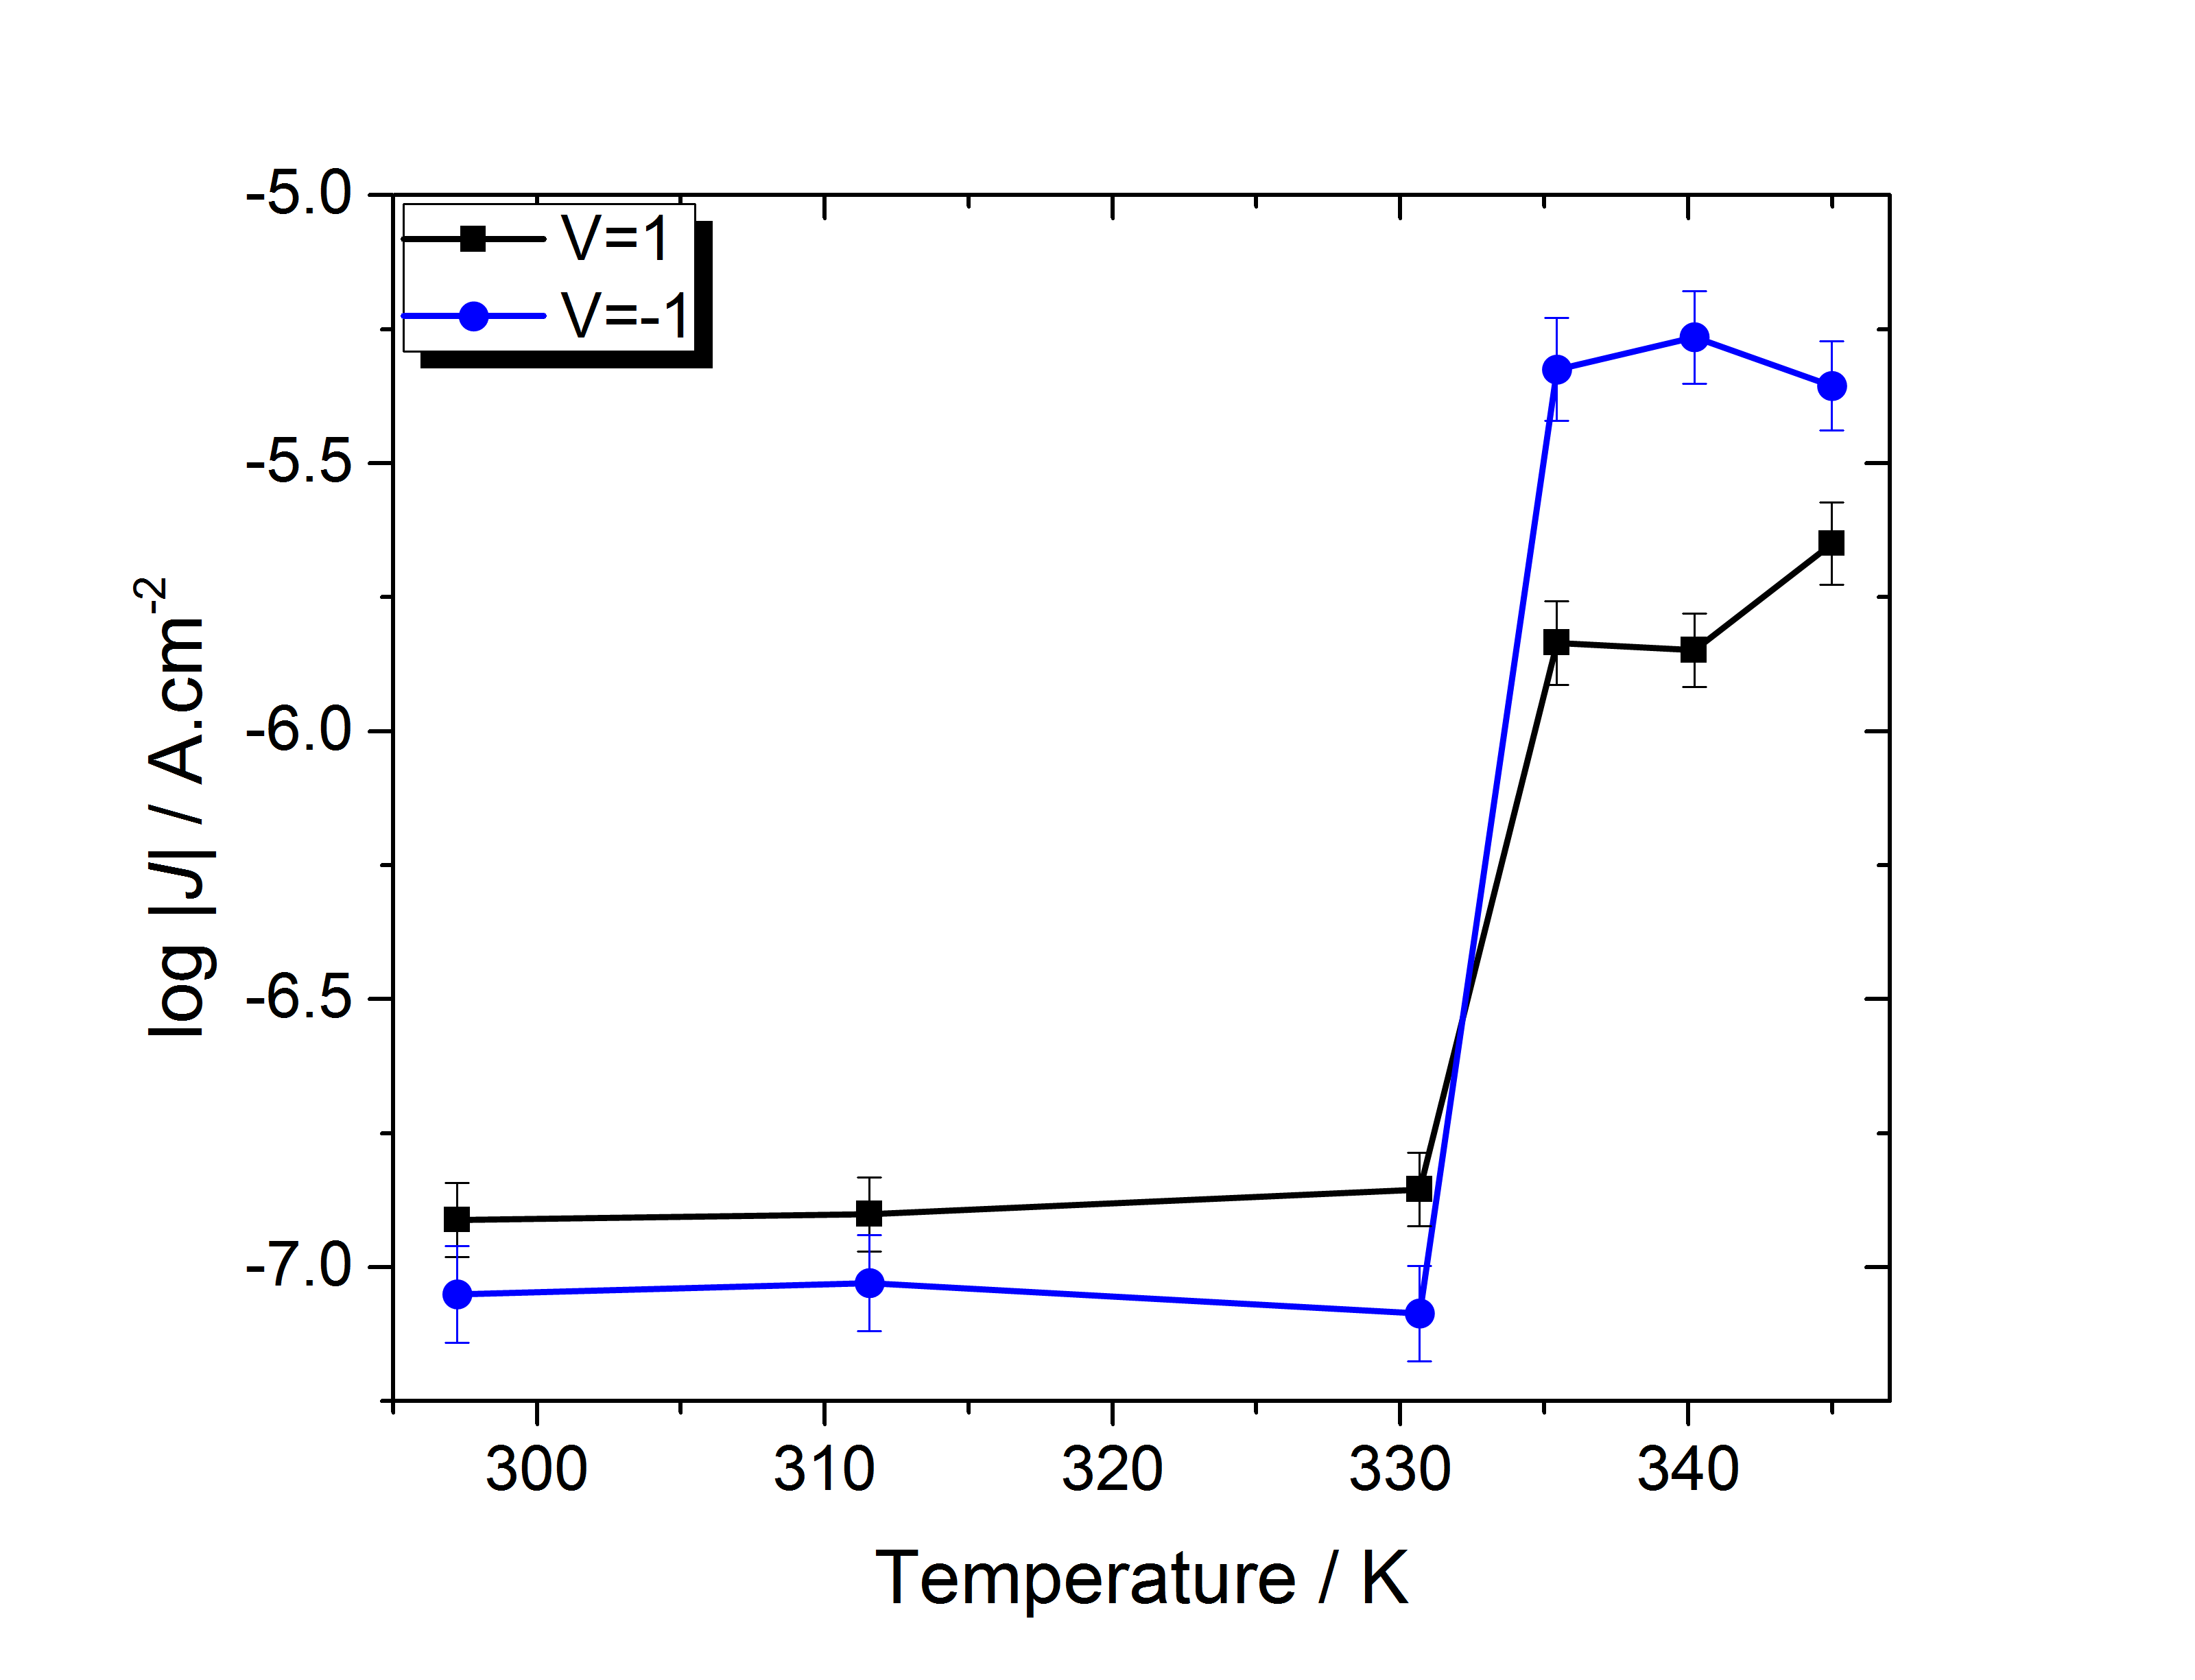 V=1
V=-1
-5.0
-5.5
-6.0
-6.5
-7.0
log |J| / A.cm⁻²
300 310 320 330 340
Temperature / K